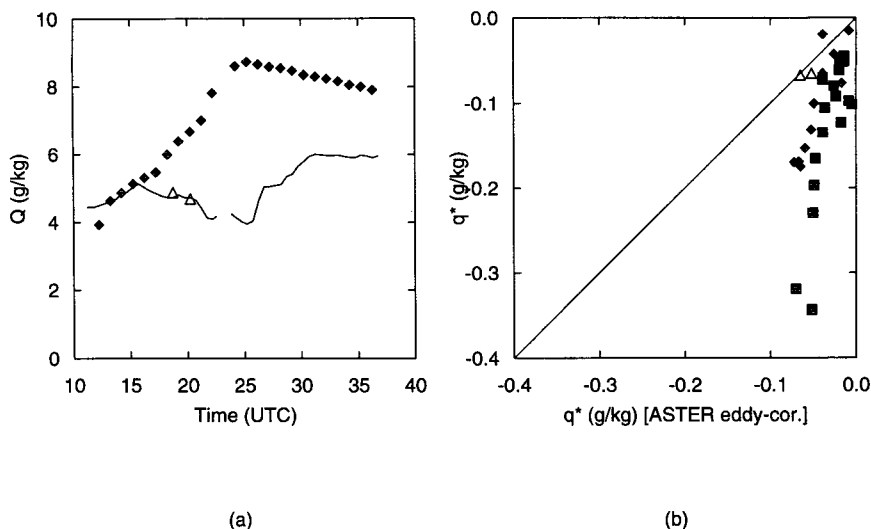 10
8
6
4
2
0
Q (g/kg)
10 15 20 25 30 35 40
Time (UTC)
(a)
0.0
-0.1
-0.2
-0.3
-0.4
q* (g/kg)
-0.4 -0.3 -0.2 -0.1 0.0
q* (g/kg) [ASTER eddy-cor.]
(b)